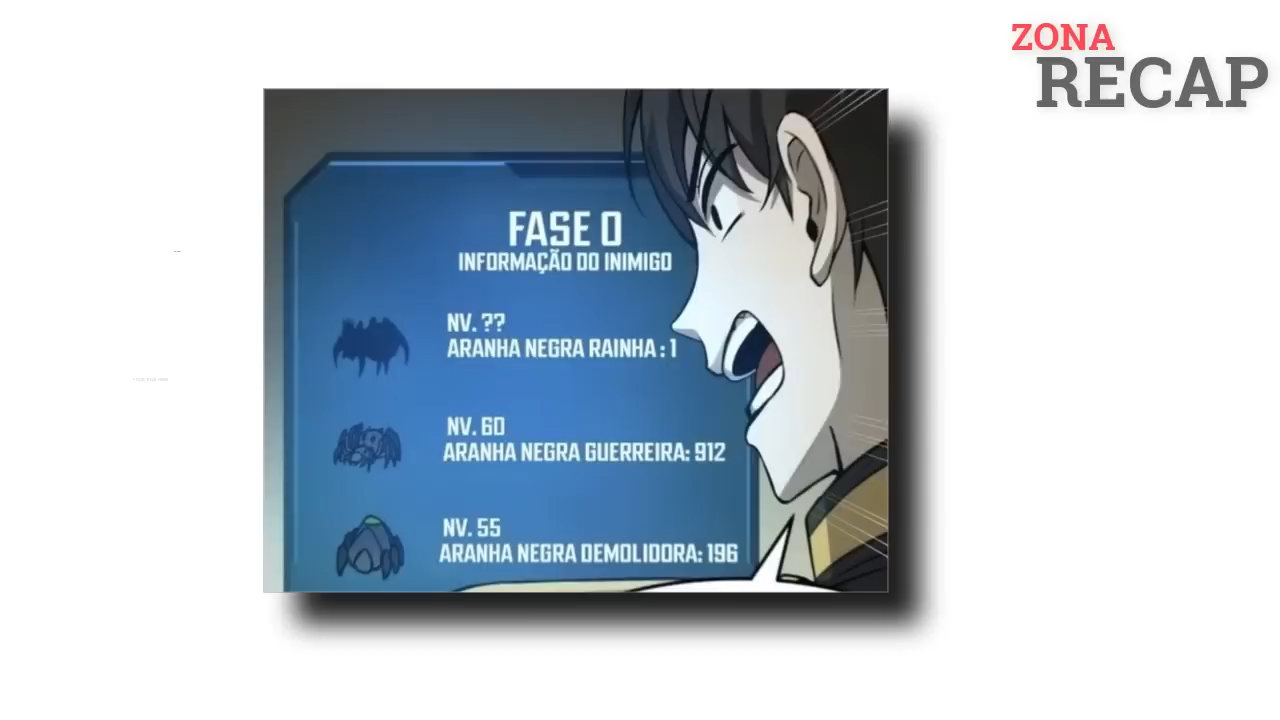 ZONA
RECAP
FASE 0
INFORMAÇÃO DO INIMIGO
NV. ??
ARANHA NEGRA RAINHA : 1
NV. 60
ARANHA NEGRA GUERREIRA: 912
NV. 55
ARANHA NEGRA DEMOLIDORA: 196